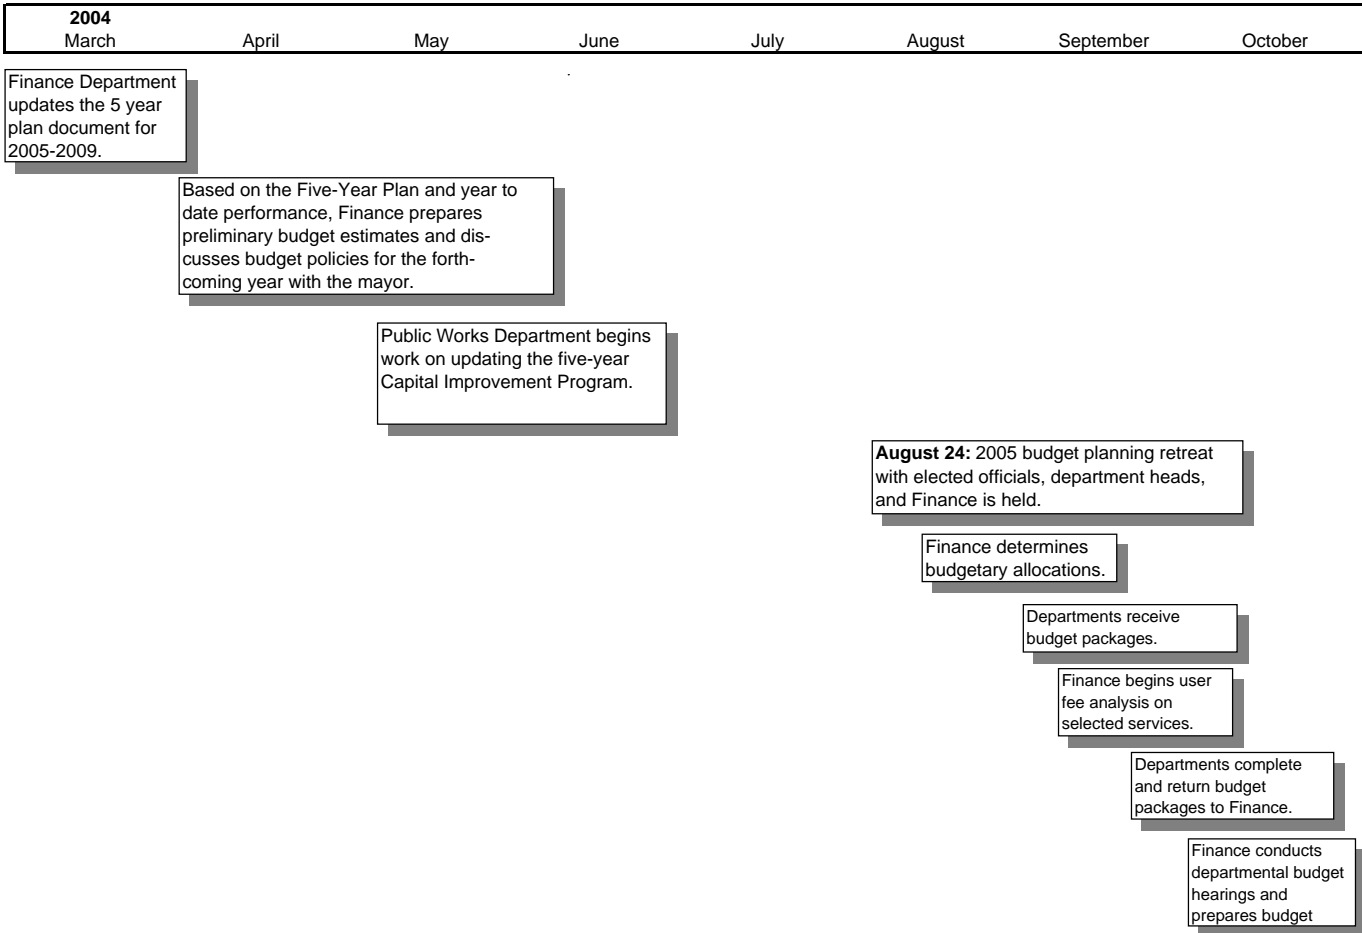 2004
March April May June July August September October
Finance Department
updates the 5 year
plan document for
2005-2009.
Based on the Five-Year Plan and year to
date performance, Finance prepares
preliminary budget estimates and dis-
cusses budget policies for the forth-
coming year with the mayor.
Public Works Department begins
work on updating the five-year
Capital Improvement Program.
August 24: 2005 budget planning retreat
with elected officials, department heads,
and Finance is held.
Finance determines
budgetary allocations.
Departments receive
budget packages.
Finance begins user
fee analysis on
selected services.
Departments complete
and return budget
packages to Finance.
Finance conducts
departmental budget
hearings and
prepares budget